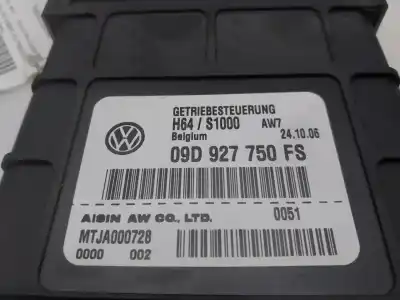 GETRIEBESTEUERUNG
H64 / S1000 AW7
Belgium 24.10.06
09D 927 750 FS
AISIN AW CO., LTD. 0051
MTJA000728
0000 002